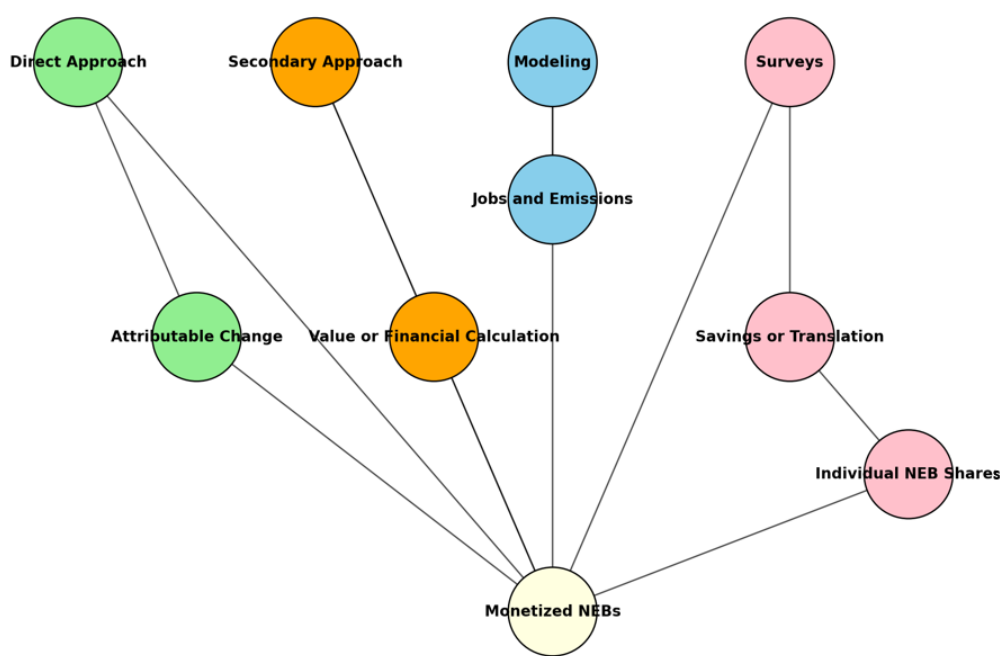 Direct Approach
Secondary Approach
Modeling
Surveys
Jobs and Emissions
Attributable Change
Value or Financial Calculation
Savings or Translation
Individual NEB Shares
Monetized NEBs